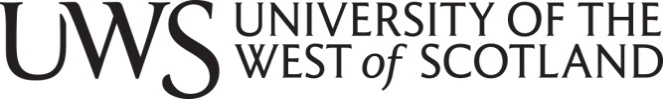 UWS
UNIVERSITY OF THE
WEST of SCOTLAND